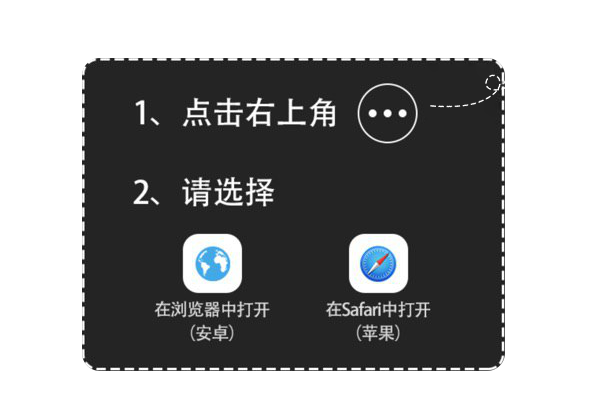 1、点击右上角
2、请选择
在浏览器中打开
(安卓)
在Safari中打开
(苹果)